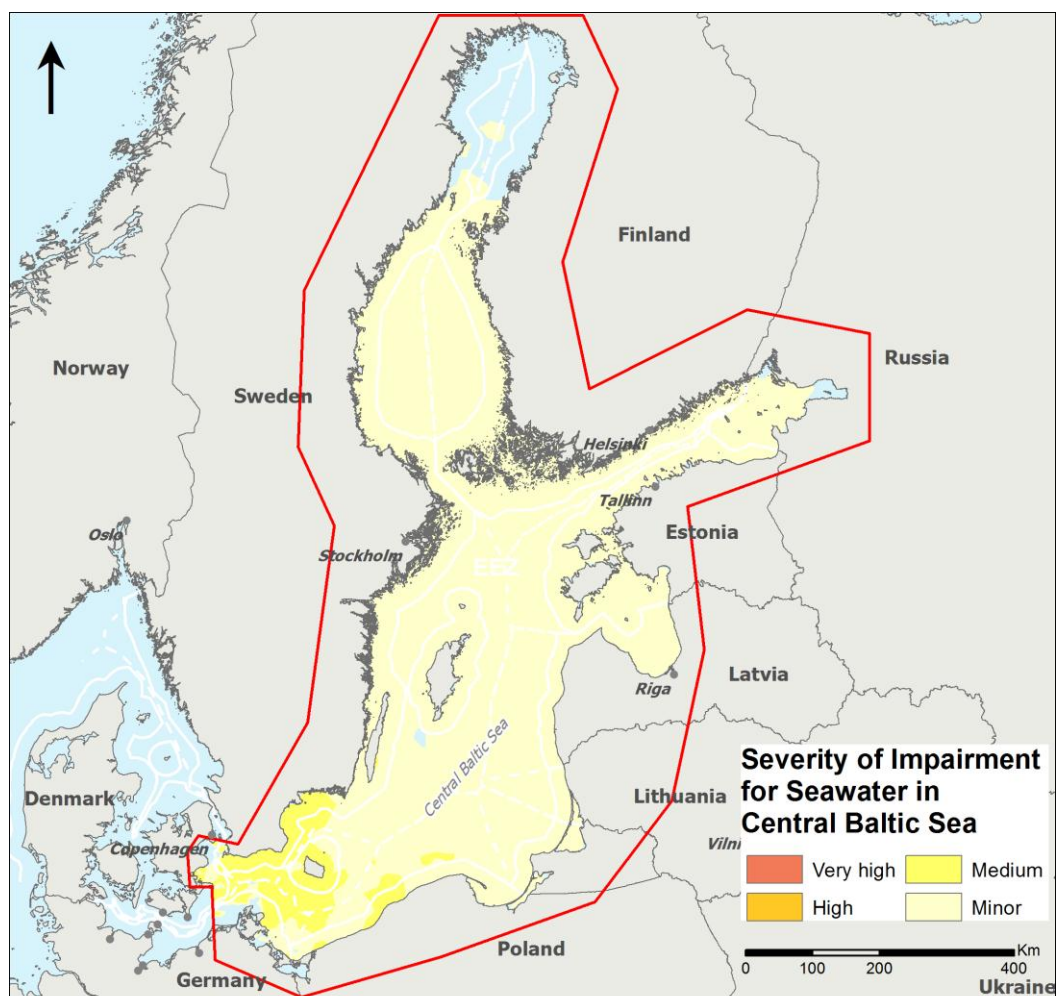 Finland
Norway
Russia
Sweden
Helsinki
Tallinn
Oslo
Estonia
Stockholm
EEZ
Riga
Latvia
Central Baltic Sea
Denmark
Lithuania
Copenhagen
Vilni
Poland
Germany
Ukraine
Severity of Impairment
for Seawater in
Central Baltic Sea
Very high
Medium
High
Minor
Km
0 100 200 400